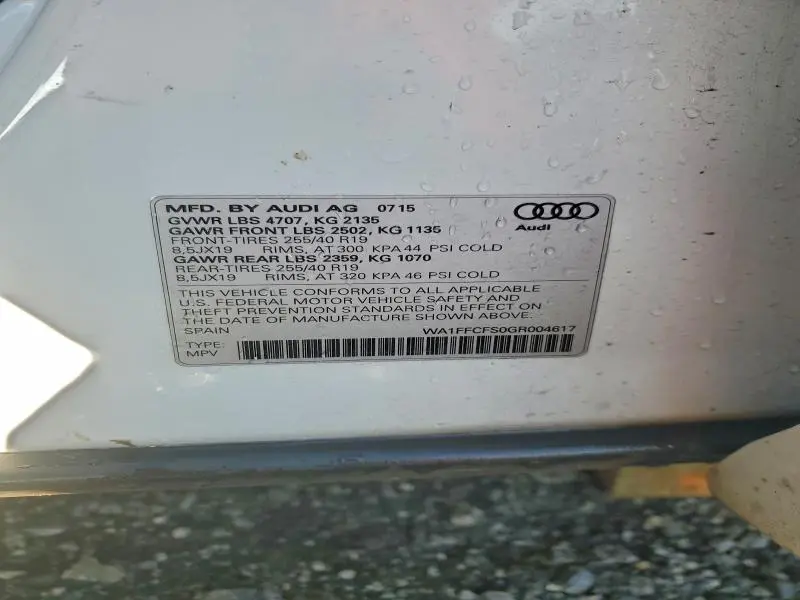 MFD. BY AUDI AG 07/15
GVWR LBS 4707, KG 2135
GAWR FRONT LBS 2502, KG 1135
FRONT-TIRES 255/40 R19
8,5JX19 RIMS, AT 300 KPA 44 PSI COLD
GAWR REAR LBS 2359, KG 1070
REAR-TIRES 255/40 R19
8,5JX19 RIMS, AT 320 KPA 46 PSI COLD
Audi
THIS VEHICLE CONFORMS TO ALL APPLICABLE
U.S. FEDERAL MOTOR VEHICLE SAFETY AND
THEFT PREVENTION STANDARDS IN EFFECT ON
THE DATE OF MANUFACTURE SHOWN ABOVE.
SPAIN WA1FFCFS0GR004617
TYPE:
MPV